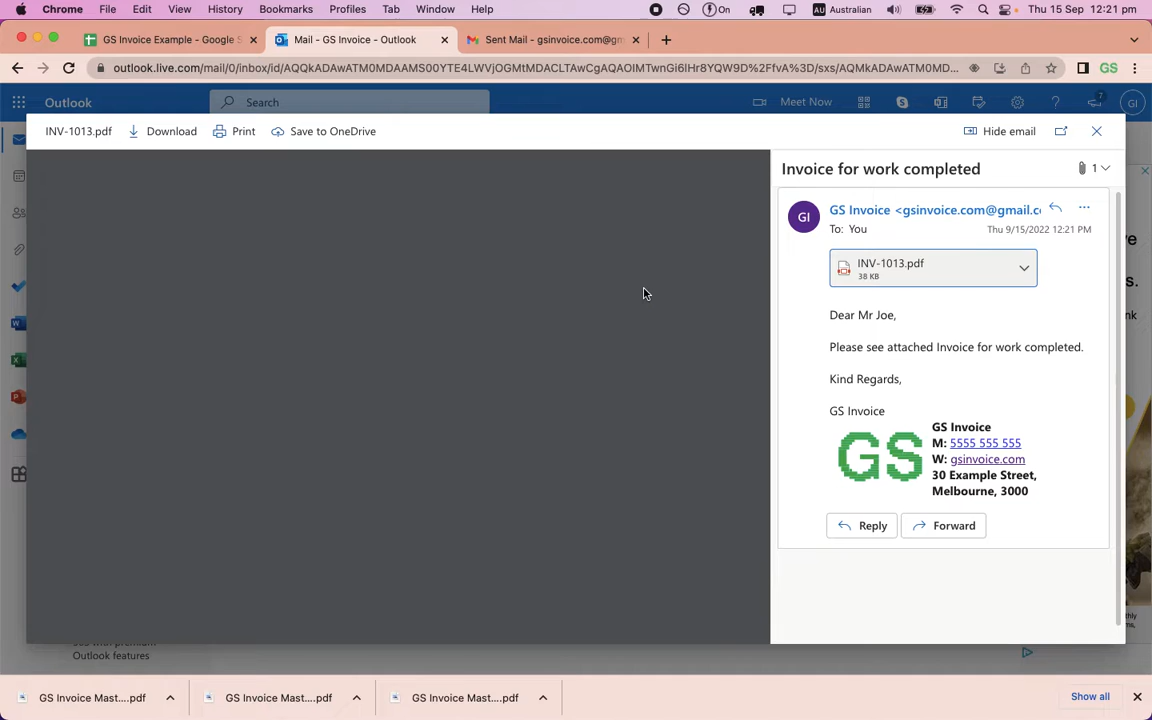 Chrome File Edit View History Bookmarks Profiles Tab Window Help On Australian Thu 15 Sep 12:21 pm
GS Invoice Example - Google S Mail - GS Invoice - Outlook Sent Mail - gsinvoice.com@gm
outlook.live.com/mail/0/inbox/id/AQQkADAwATM0MDAAMS00YTE4LWVjOGMtMDACLTAwCgAQAOIMTwnGi6lHr8YQW9D%2FfvA%3D/sxs/AQMkADAwATM0MD... GS
Outlook Search Meet Now 7 GI
INV-1013.pdf Download Print Save to OneDrive Hide email
Invoice for work completed 1
GI GS Invoice <gsinvoice.com@gmail.c
To: You Thu 9/15/2022 12:21 PM
INV-1013.pdf
38 KB
Dear Mr Joe,
Please see attached Invoice for work completed.
Kind Regards,
GS Invoice
GS
GS Invoice
M: 5555 555 555
W: gsinvoice.com
30 Example Street,
Melbourne, 3000
Reply Forward
Outlook features
GS Invoice Mast....pdf GS Invoice Mast....pdf GS Invoice Mast....pdf Show all